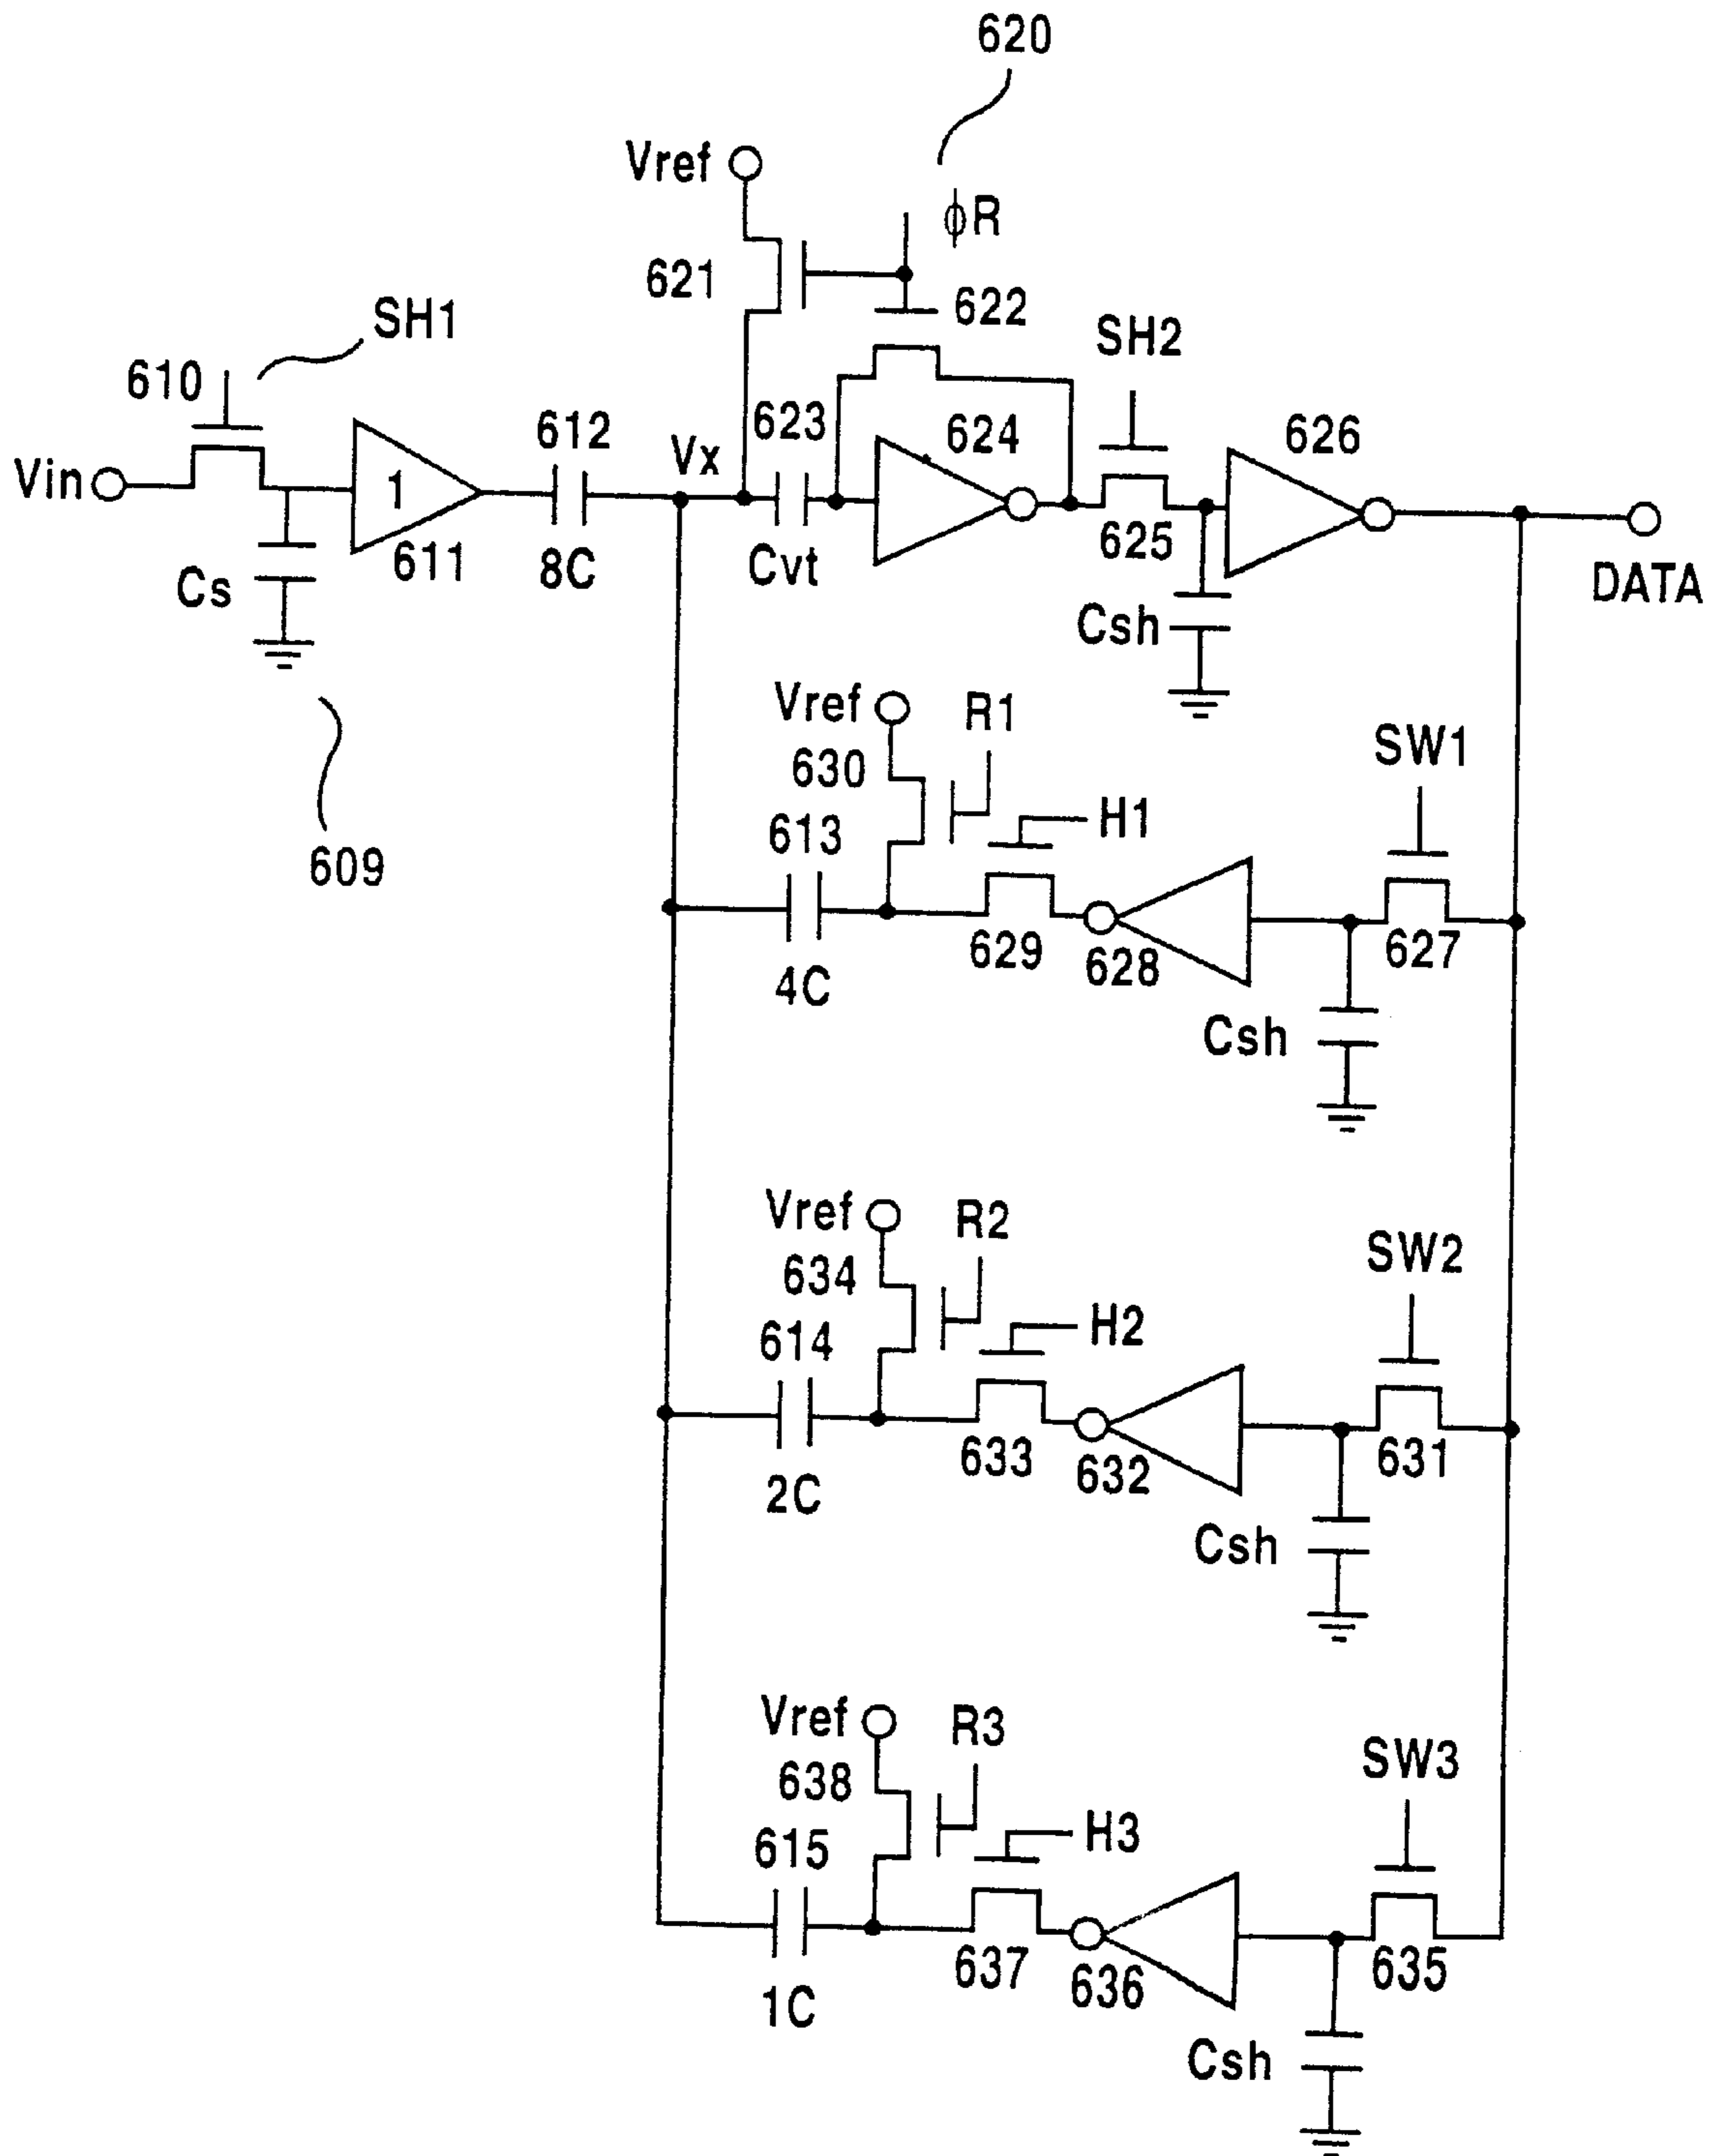 620
Vref
ϕR
621
622
SH1
SH2
610
612
623
624
626
Vx
Vin
1
611
8C
Cvt
625
Cs
Csh
DATA
Vref
R1
630
SW1
613
H1
609
629
628
627
4C
Csh
Vref
R2
634
SW2
614
H2
633
632
631
2C
Csh
Vref
R3
638
SW3
615
H3
637
636
635
1C
Csh